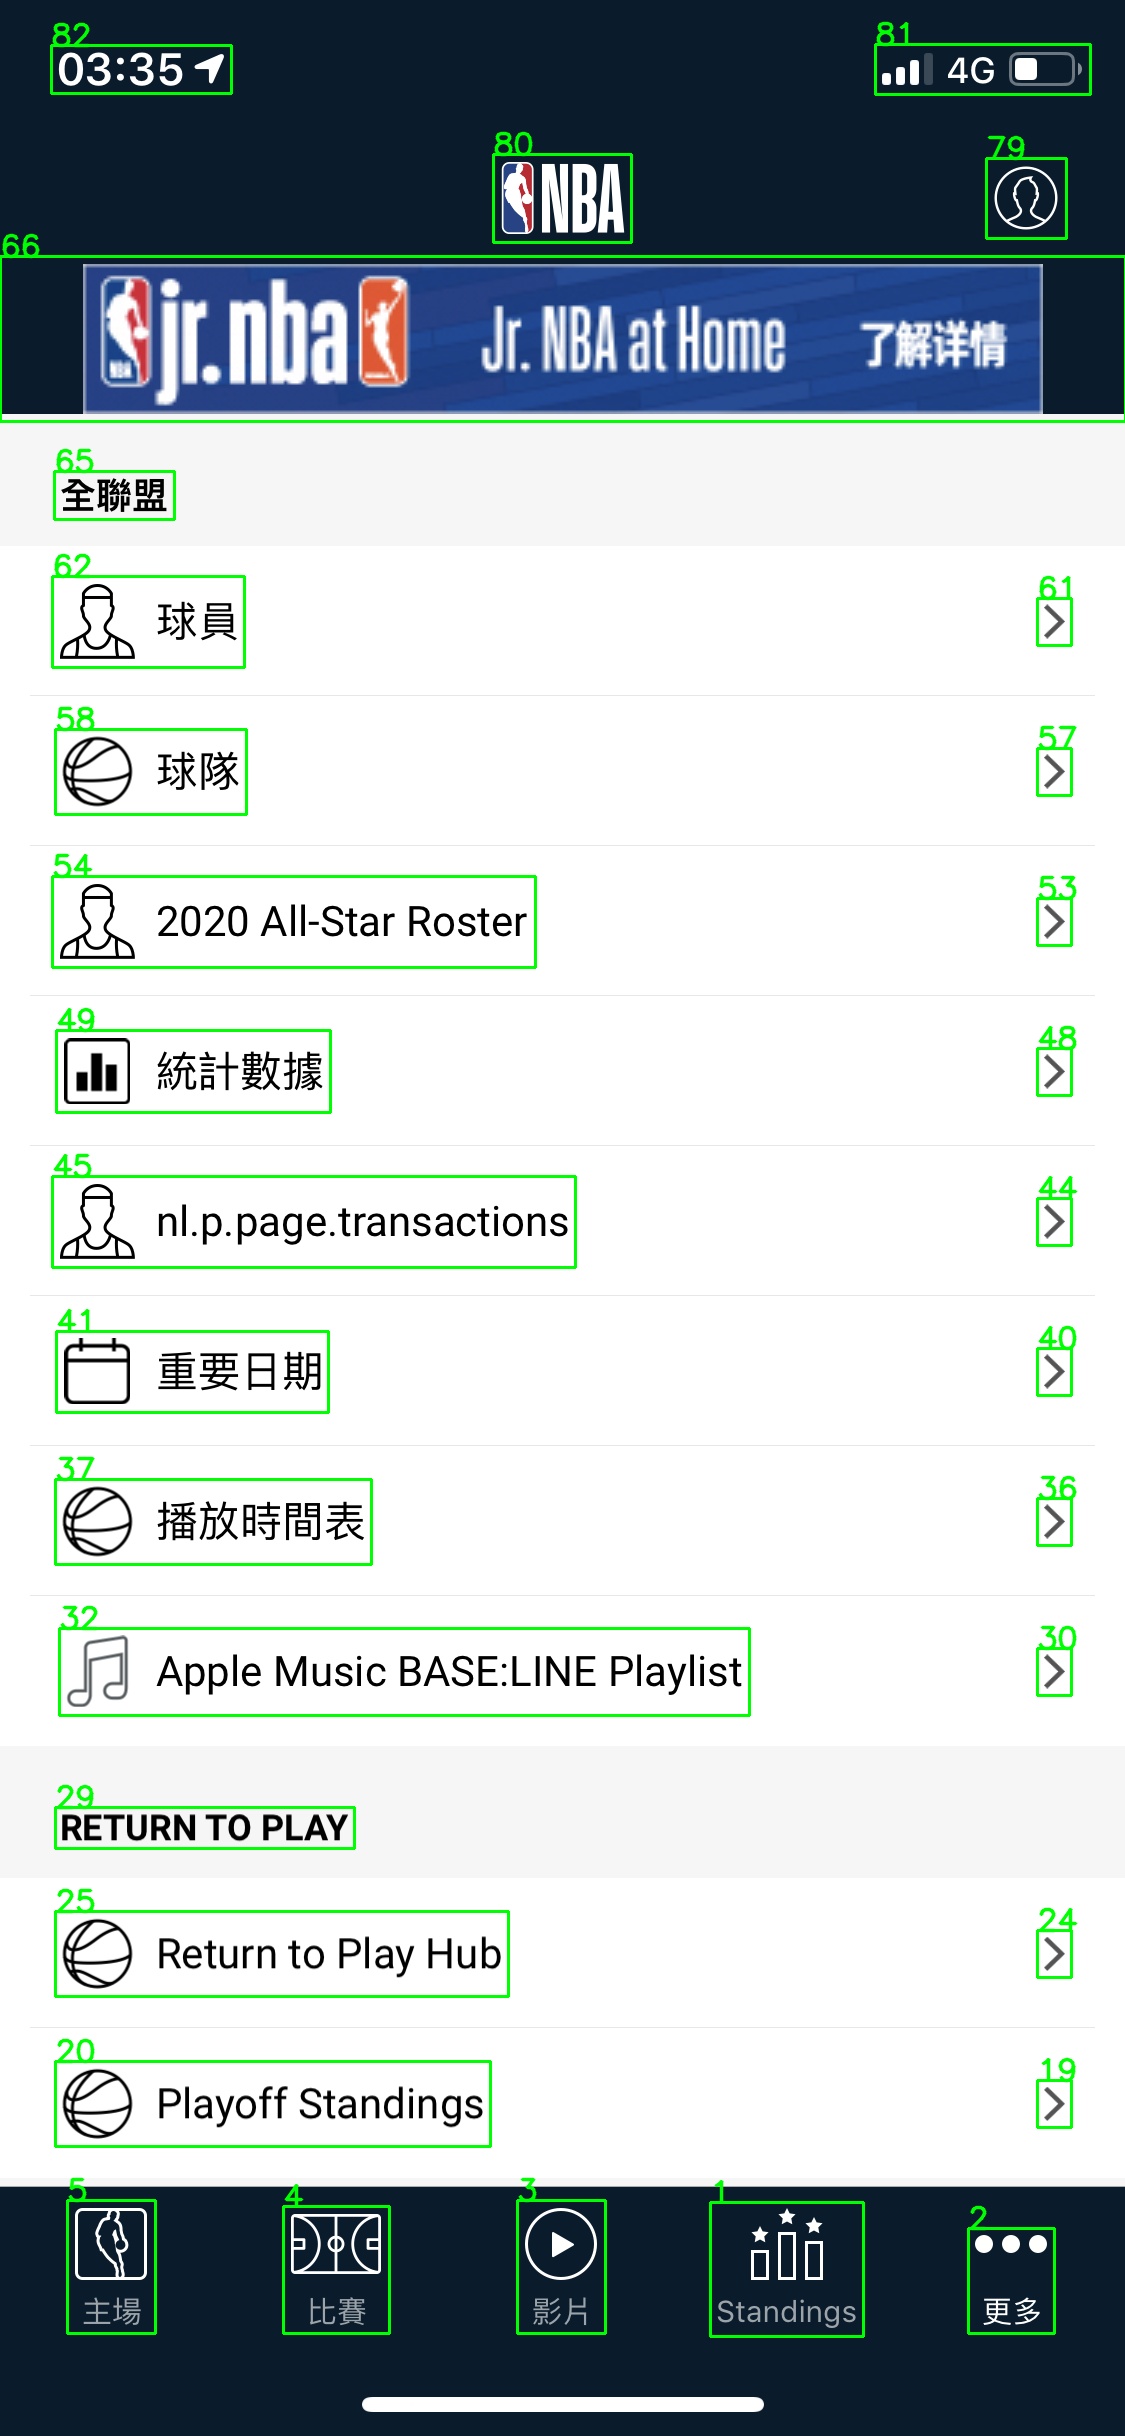 82
81
03:35
4G
80
79
NBA
66
jr.nba
Jr. NBA at Home
了解详情
NBA
65
全聯盟
62
61
球員
58
57
球隊
54
53
2020 All-Star Roster
49
48
統計數據
45
44
nl.p.page.transactions
41
40
重要日期
37
36
播放時間表
32
30
Apple Music BASE:LINE Playlist
29
RETURN TO PLAY
25
24
Return to Play Hub
20
19
Playoff Standings
5
4
3
1
2
主場
比賽
影片
Standings
更多